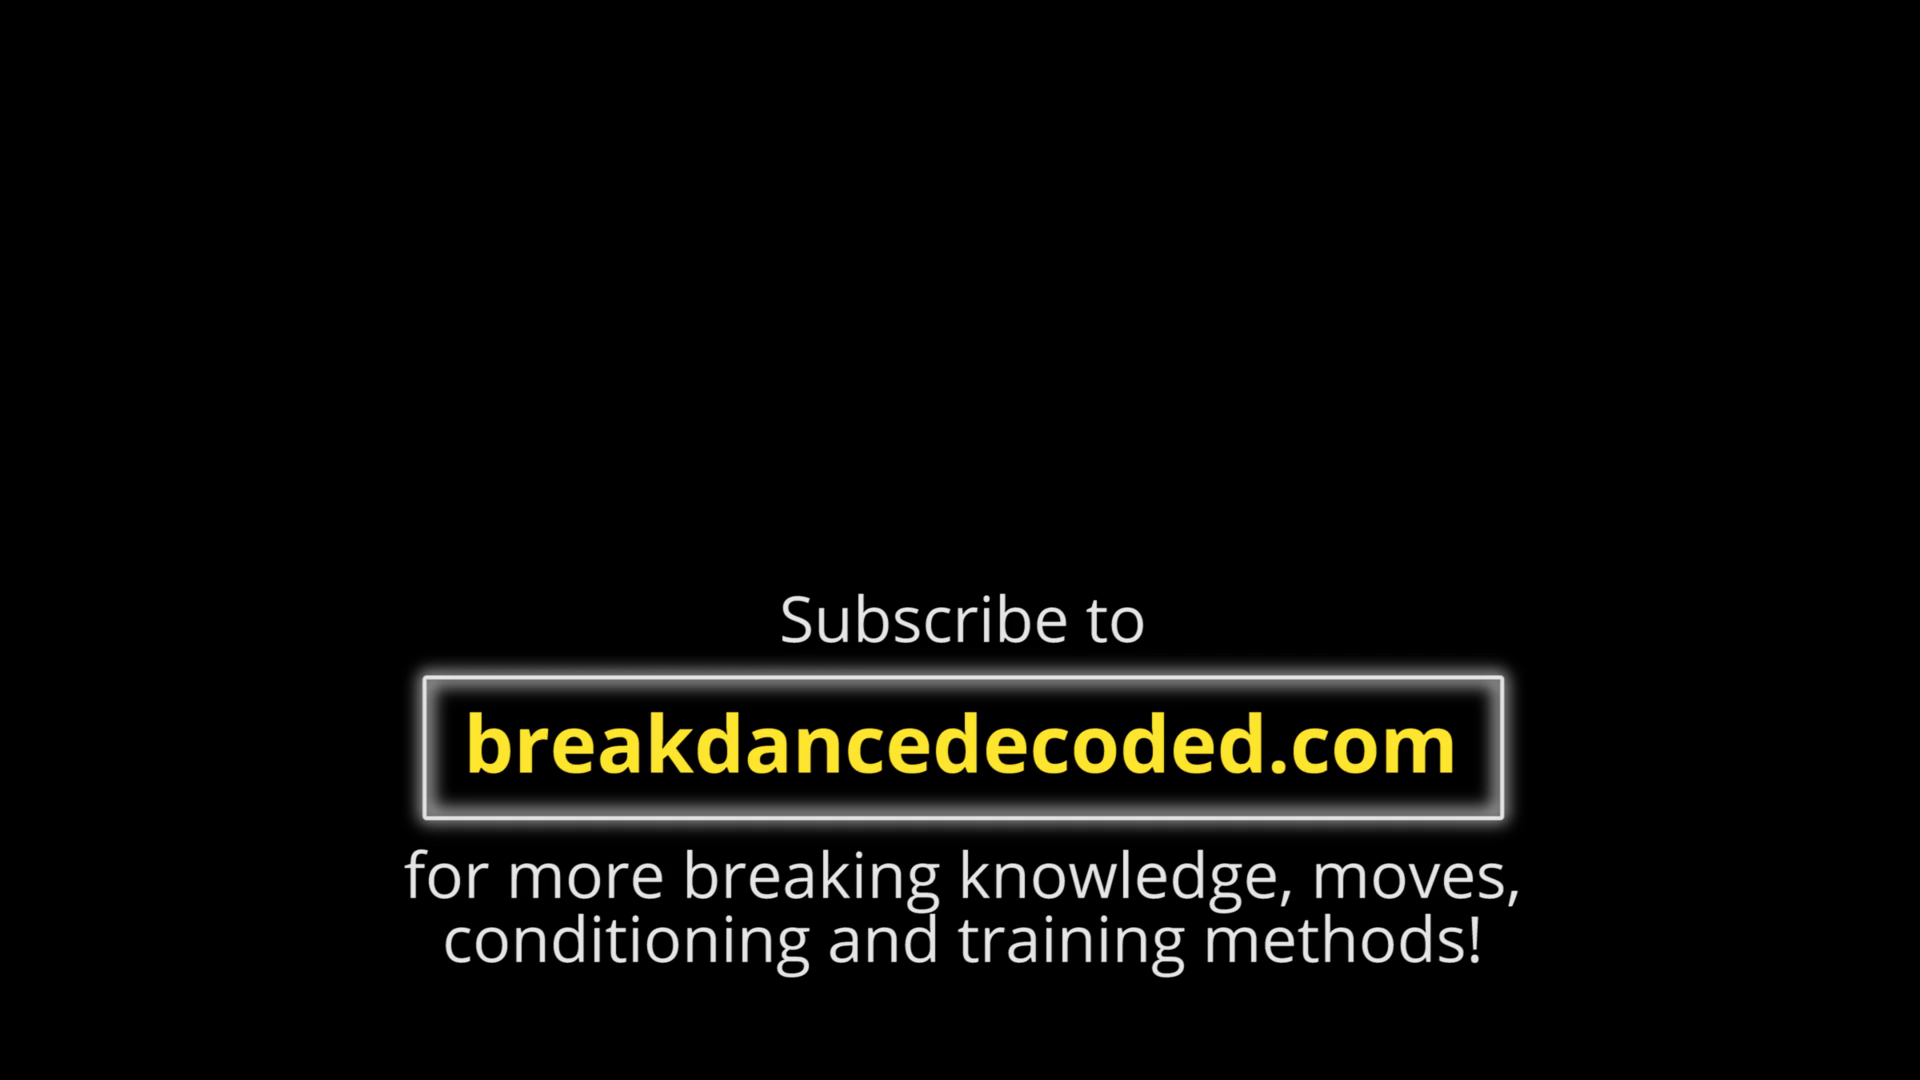 Subscribe to
breakdancedecoded.com
for more breaking knowledge, moves,
conditioning and training methods!